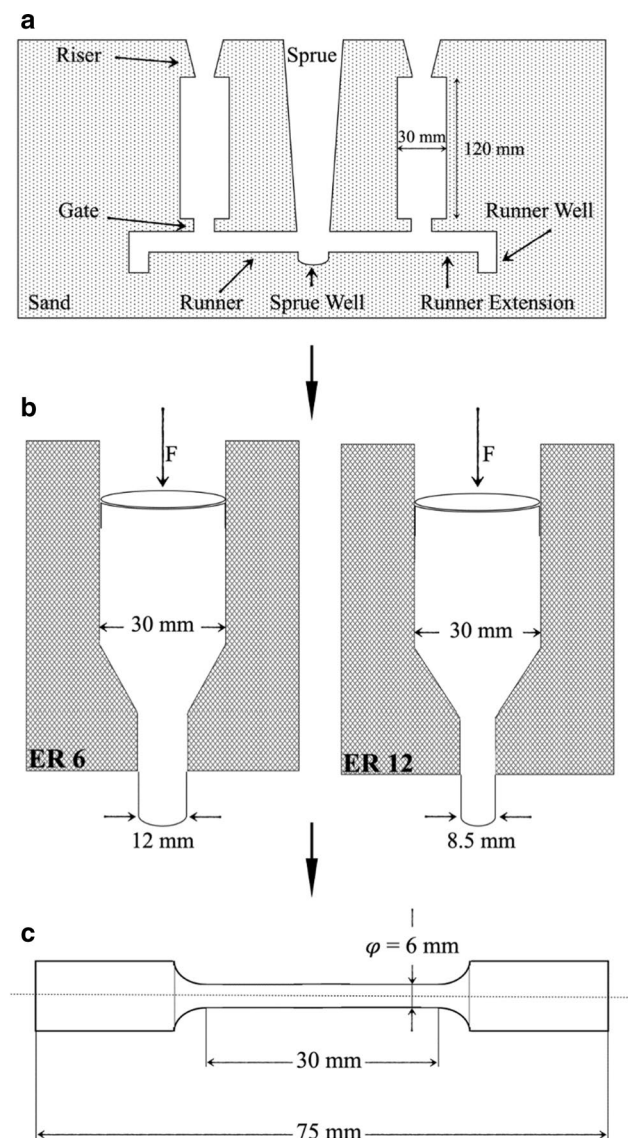 a
Riser
Sprue
30 mm
120 mm
Gate
Runner Well
Sand
Runner
Sprue Well
Runner Extension
b
F
F
30 mm
30 mm
ER 6
ER 12
12 mm
8.5 mm
c
φ = 6 mm
30 mm
75 mm